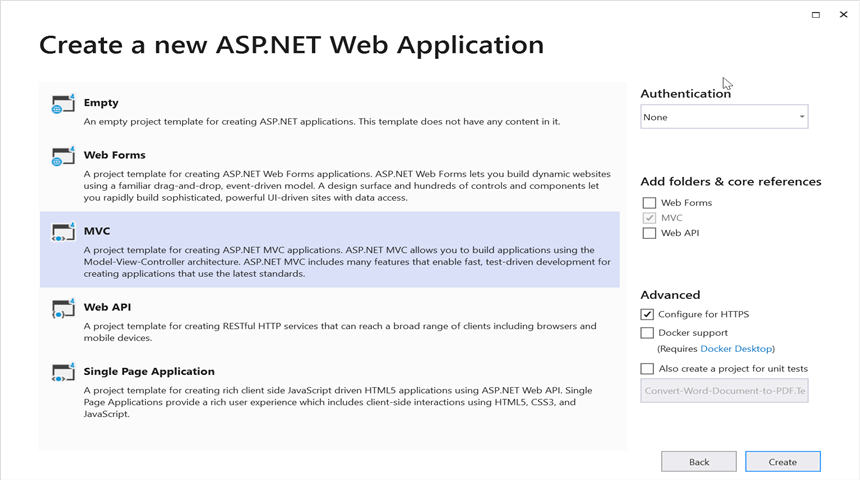 Create a new ASP.NET Web Application
Empty
An empty project template for creating ASP.NET applications. This template does not have any content in it.
Web Forms
A project template for creating ASP.NET Web Forms applications. ASP.NET Web Forms lets you build dynamic websites
using a familiar drag-and-drop, event-driven model. A design surface and hundreds of controls and components let
you rapidly build sophisticated, powerful UI-driven sites with data access.
MVC
A project template for creating ASP.NET MVC applications. ASP.NET MVC allows you to build applications using the
Model-View-Controller architecture. ASP.NET MVC includes many features that enable fast, test-driven development for
creating applications that use the latest standards.
Web API
A project template for creating RESTful HTTP services that can reach a broad range of clients including browsers and
mobile devices.
Single Page Application
A project template for creating rich client side JavaScript driven HTML5 applications using ASP.NET Web API. Single
Page Applications provide a rich user experience which includes client-side interactions using HTML5, CSS3, and
JavaScript.
Authentication
None
Add folders & core references
Web Forms
MVC
Web API
Advanced
Configure for HTTPS
Docker support
(Requires Docker Desktop)
Also create a project for unit tests
Convert-Word-Document-to-PDF.Te
Back
Create